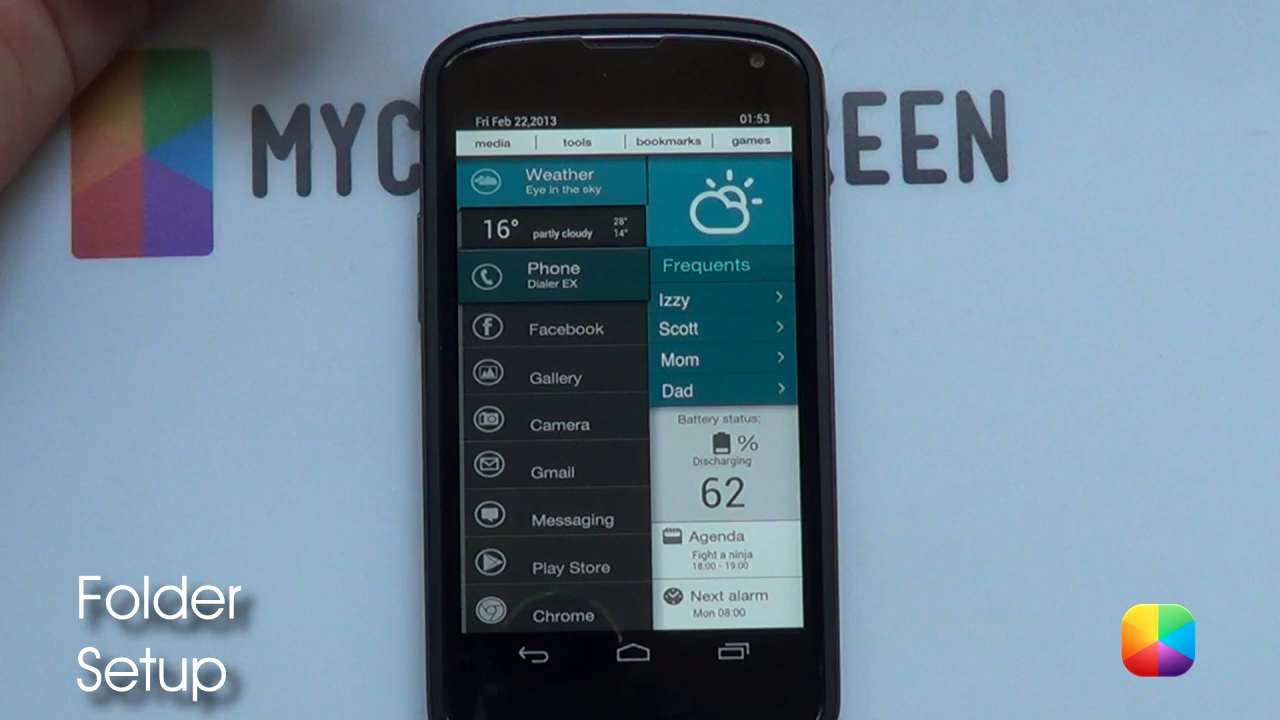 MYC
REEN
Fri Feb 22,2013
01:53
media
tools
bookmarks
games
Weather
Eye in the sky
16°
partly cloudy
28°
14°
Phone
Dialer EX
Facebook
Gallery
Camera
Gmail
Messaging
Play Store
Chrome
Frequents
Izzy
Scott
Mom
Dad
Battery status:
%
Discharging
62
Agenda
Fight a ninja
18:00 - 19:00
Next alarm
Mon 08:00
Folder
Setup